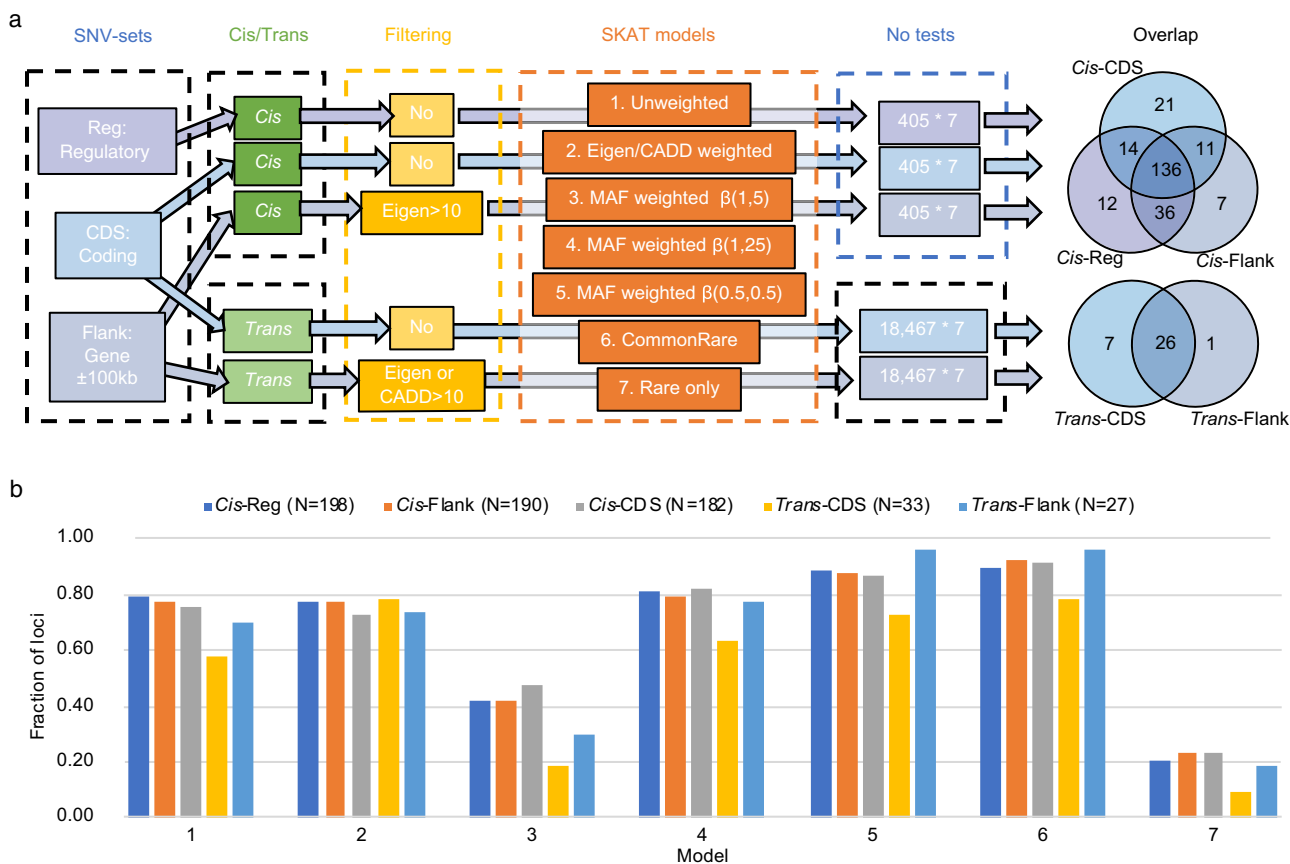 a
SNV-sets
Cis/Trans
Filtering
SKAT models
No tests
Overlap
Reg:
Regulatory
CDS:
Coding
Flank:
Gene
±100kb
Cis
Cis
Cis
Trans
Trans
No
No
Eigen>10
No
Eigen or
CADD>10
1. Unweighted
2. Eigen/CADD weighted
3. MAF weighted β(1,5)
4. MAF weighted β(1,25)
5. MAF weighted β(0.5,0.5)
6. CommonRare
7. Rare only
405 * 7
405 * 7
405 * 7
18,467 * 7
18,467 * 7
Cis-CDS
21
14
11
136
12
36
7
Cis-Reg
Cis-Flank
7
26
1
Trans-CDS
Trans-Flank
b
Cis-Reg (N=198)
Cis-Flank (N=190)
Cis-CDS (N=182)
Trans-CDS (N=33)
Trans-Flank (N=27)
Fraction of loci
1.00
0.80
0.60
0.40
0.20
0.00
1
2
3
4
5
6
7
Model